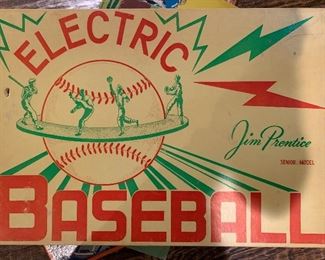 ELECTRIC
Jim Prentice
SENIOR MODEL
BASEBALL